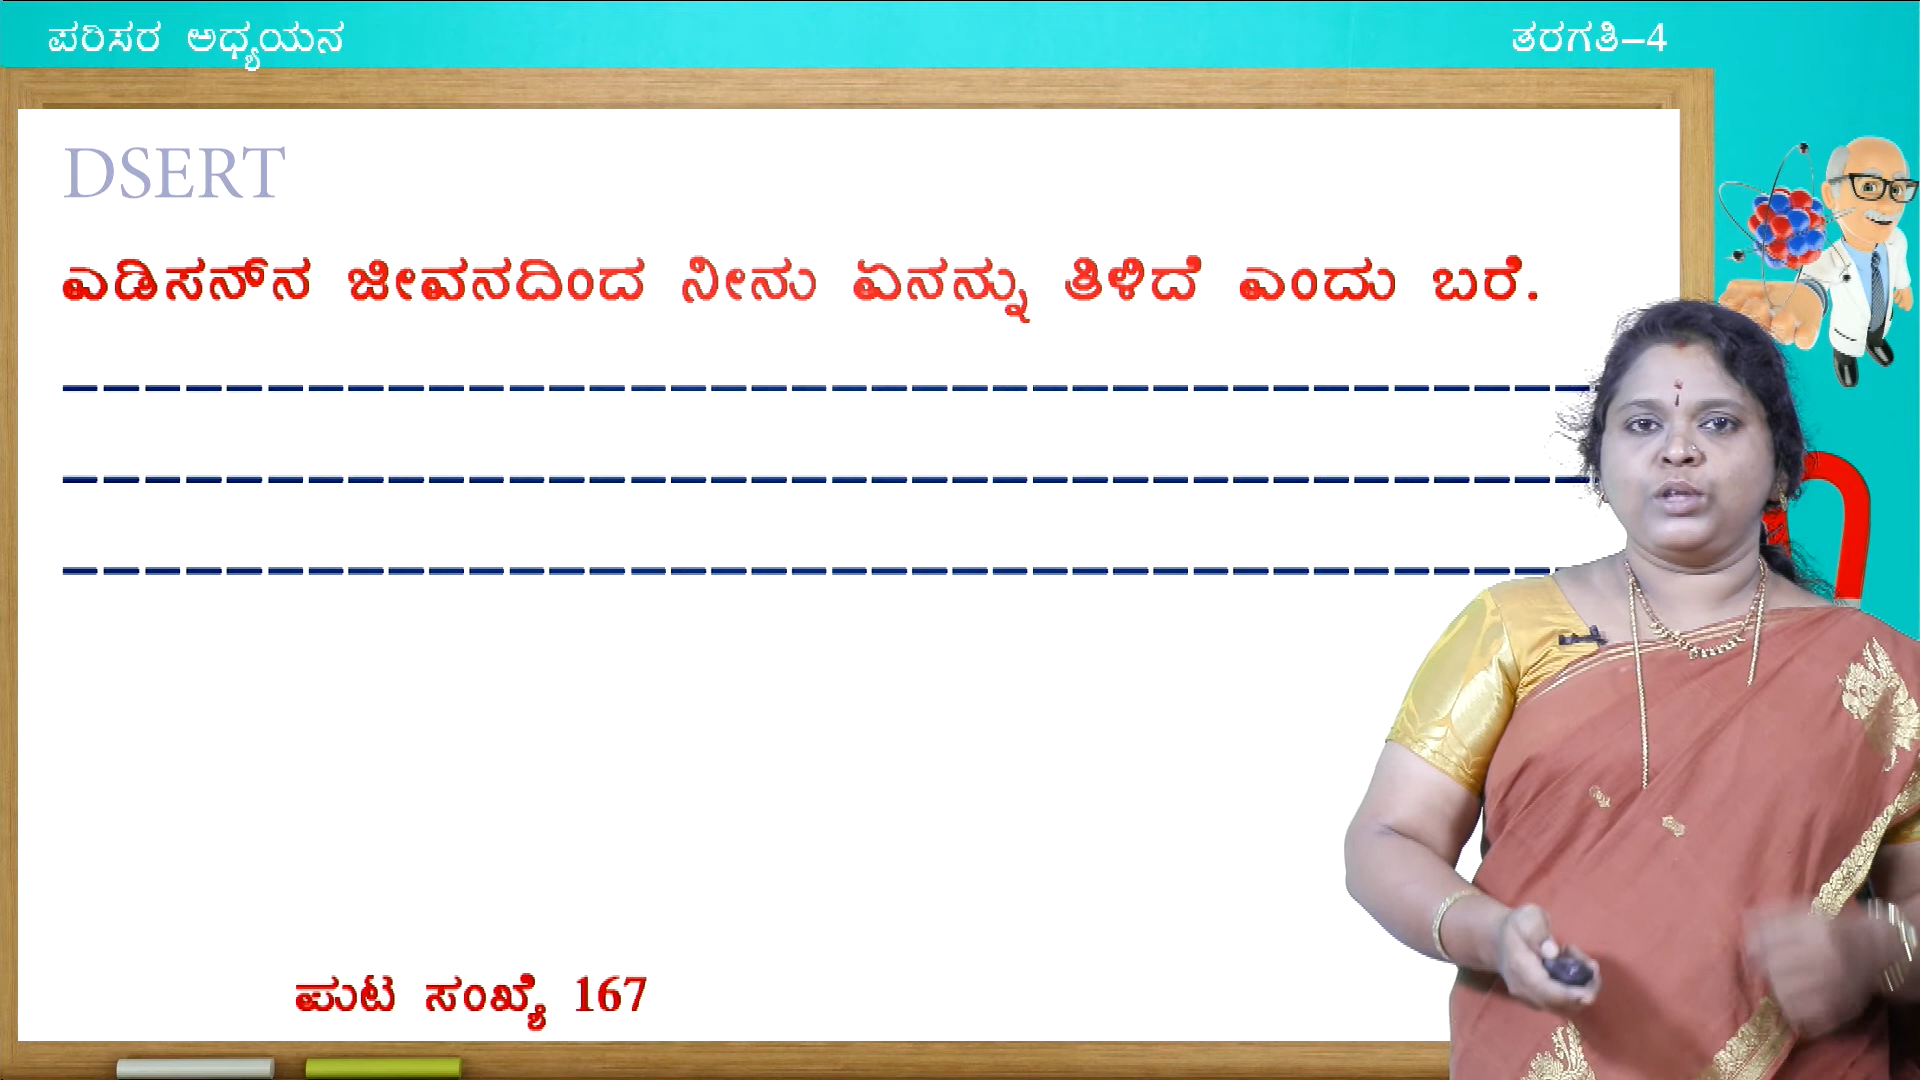 ಪರಿಸರ ಅಧ್ಯಯನ
ತರಗತಿ–4
DSERT
ಎಡಿಸನ್‌ನ ಜೀವನದಿಂದ ನೀನು ಏನನ್ನು ತಿಳಿದೆ ಎಂದು ಬರೆ.
ಪುಟ ಸಂಖ್ಯೆ 167